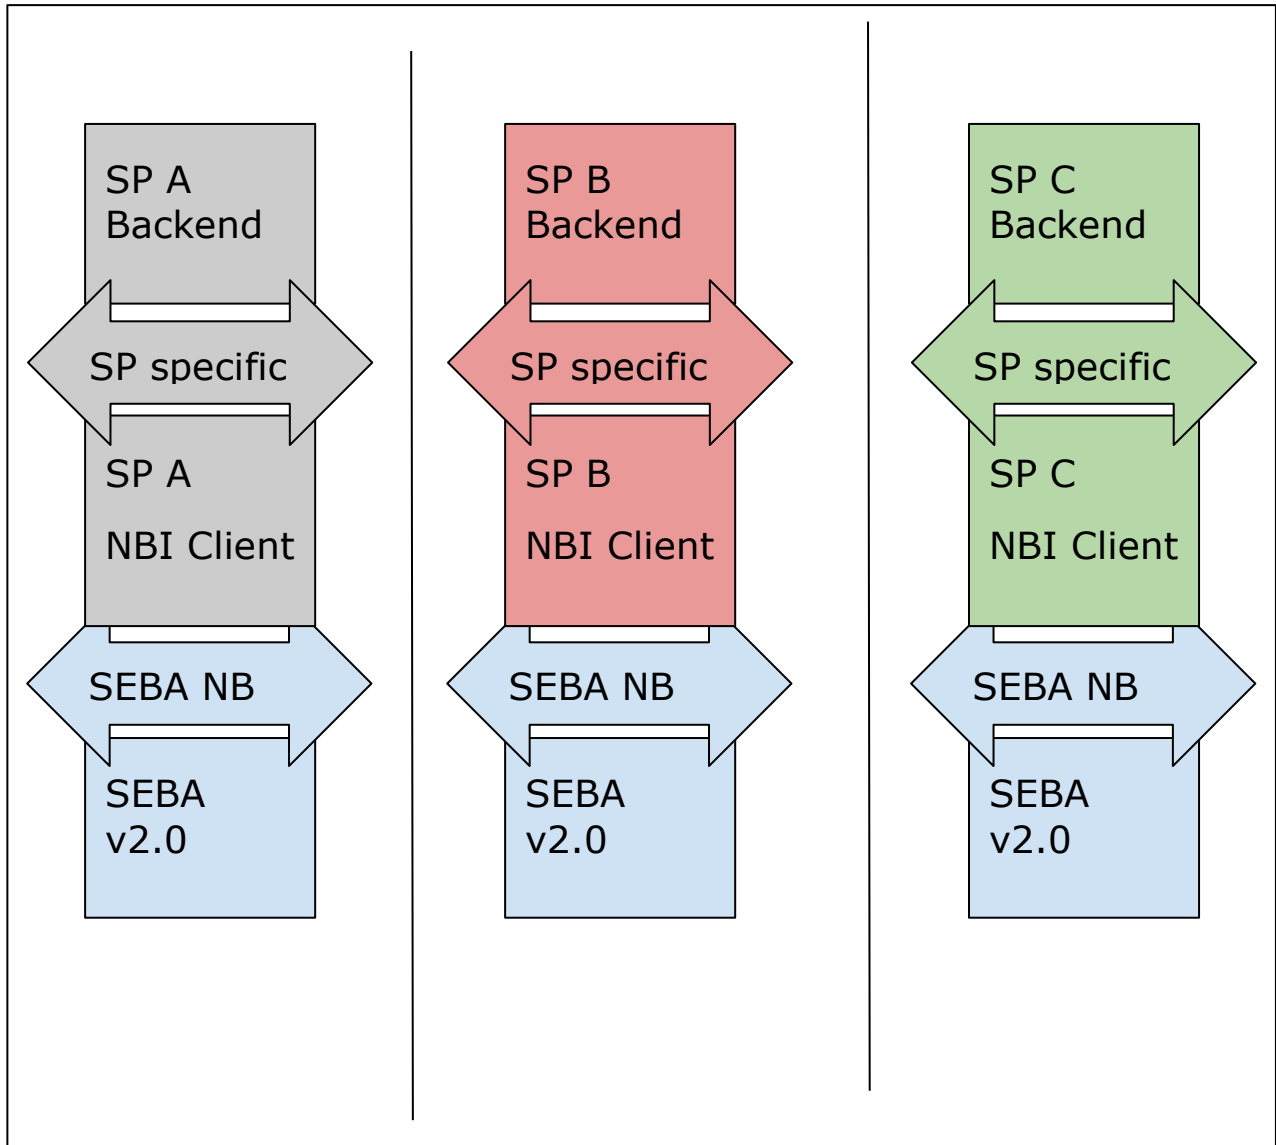 SP A
Backend
SP specific
SP A
NBI Client
SEBA NB
SEBA
v2.0
SP B
Backend
SP specific
SP B
NBI Client
SEBA NB
SEBA
v2.0
SP C
Backend
SP specific
SP C
NBI Client
SEBA NB
SEBA
v2.0